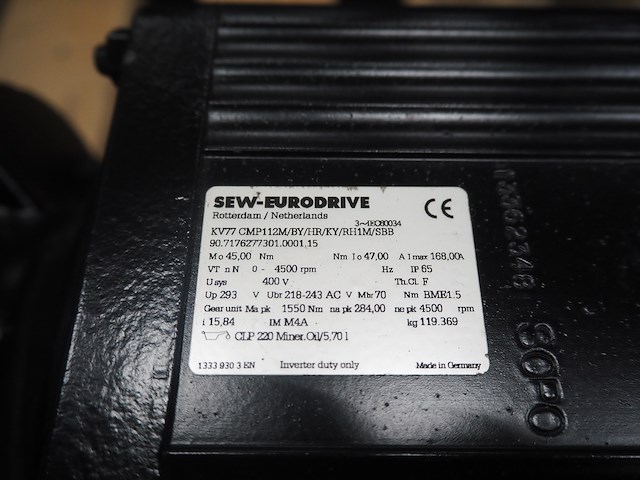 SEW-EURODRIVE
Rotterdam / Netherlands
3~IEC60034
CE
KV77 CMP112M/BY/HR/KY/RH1M/SBB
90.7176277301.0001.15
Mo 45,00 Nm Nm Io 47,00 A Imax 168,00A
VT n N 0 - 4500 rpm Hz IP 65
Usys 400 V Th.Cl. F
Up 293 V Ubr 218-243 AC V Mbr 70 Nm BME1.5
Gear unit Ma pk 1550 Nm na pk 284,00 ne pk 4500 rpm
i 15,84 IM M4A kg 119.369
CLP 220 Miner.Oil/5,70 l
1333 930 3 EN Inverter duty only Made in Germany
SOPO